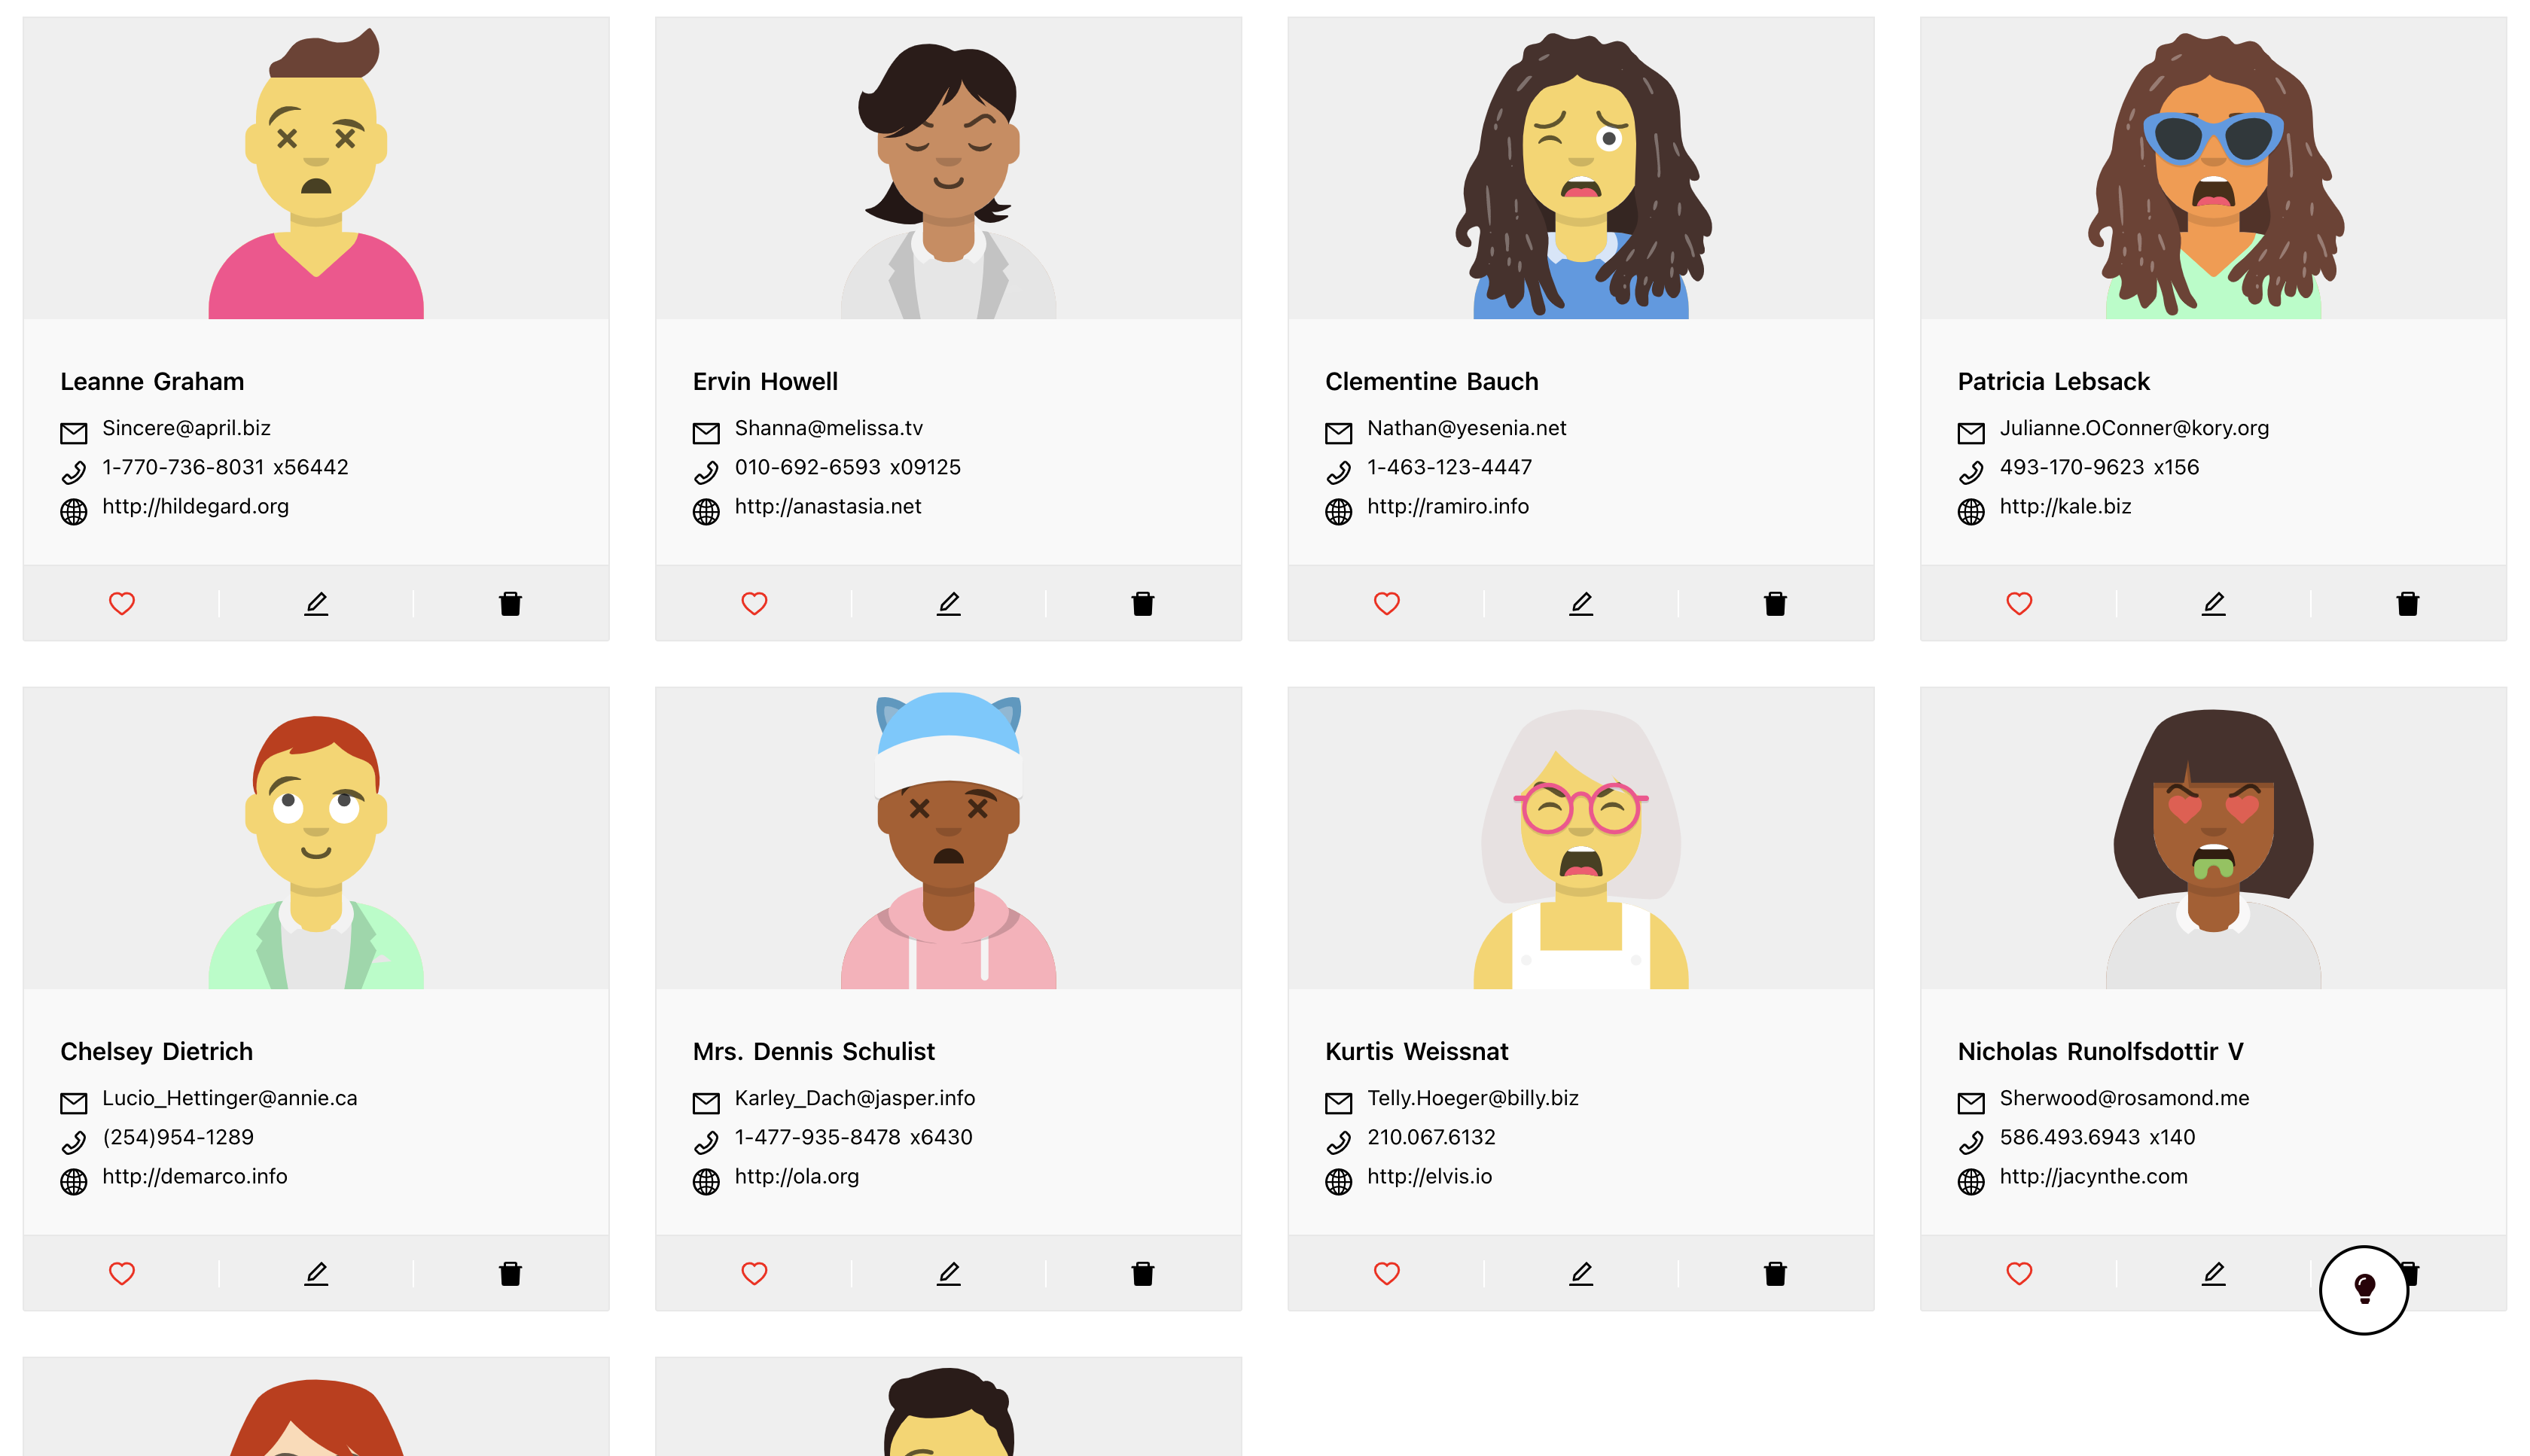 Leanne Graham
Sincere@april.biz
1-770-736-8031 x56442
http://hildegard.org
Ervin Howell
Shanna@melissa.tv
010-692-6593 x09125
http://anastasia.net
Clementine Bauch
Nathan@yesenia.net
1-463-123-4447
http://ramiro.info
Patricia Lebsack
Julianne.OConner@kory.org
493-170-9623 x156
http://kale.biz
Chelsey Dietrich
Lucio_Hettinger@annie.ca
(254)954-1289
http://demarco.info
Mrs. Dennis Schulist
Karley_Dach@jasper.info
1-477-935-8478 x6430
http://ola.org
Kurtis Weissnat
Telly.Hoeger@billy.biz
210.067.6132
http://elvis.io
Nicholas Runolfsdottir V
Sherwood@rosamond.me
586.493.6943 x140
http://jacynthe.com